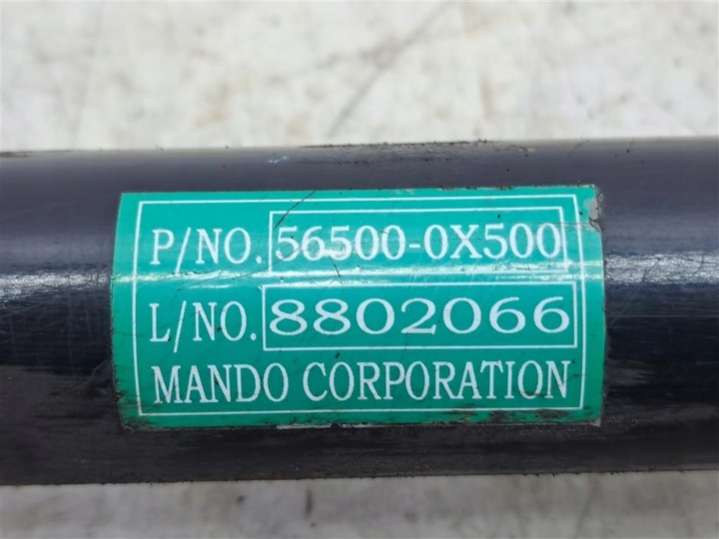 P/NO. 56500-0X500
L/NO. 8802066
MANDO CORPORATION